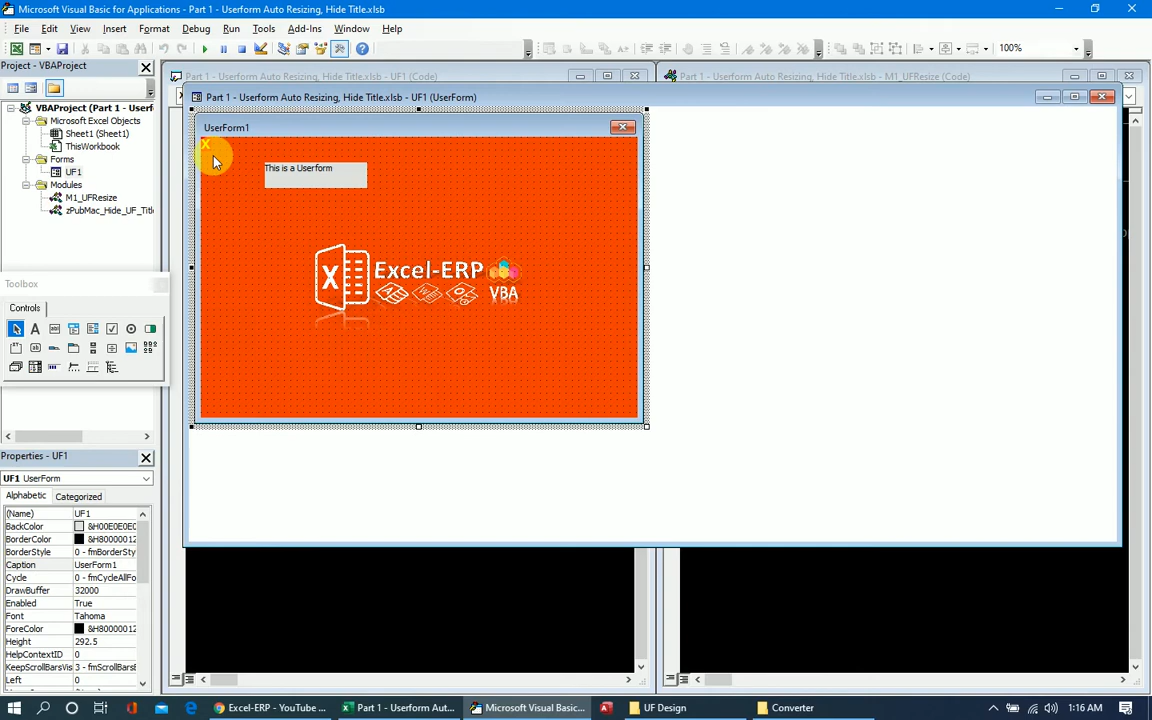 Microsoft Visual Basic for Applications - Part 1 - Userform Auto Resizing, Hide Title.xlsb
File Edit View Insert Format Debug Run Tools Add-Ins Window Help
100%
Project - VBAProject
Part 1 - Userform Auto Resizing, Hide Title.xlsb - UF1 (Code)
Part 1 - Userform Auto Resizing, Hide Title.xlsb - M1_UFResize (Code)
Part 1 - Userform Auto Resizing, Hide Title.xlsb - UF1 (UserForm)
VBAProject (Part 1 - Userf
Microsoft Excel Objects
Sheet1 (Sheet1)
ThisWorkbook
Forms
UF1
Modules
M1_UFResize
zPubMac_Hide_UF_Titl
UserForm1
X
This is a Userform
X Excel-ERP
VBA
Toolbox
Controls
Properties - UF1
UF1 UserForm
Alphabetic Categorized
(Name) UF1
BackColor &H00E0E0E0
BorderColor &H80000012
BorderStyle 0 - fmBorderSty
Caption UserForm1
Cycle 0 - fmCycleAllFo
DrawBuffer 32000
Enabled True
Font Tahoma
ForeColor &H80000012
Height 292.5
HelpContextID 0
KeepScrollBarsVis 3 - fmScrollBarsB
Left 0
Excel-ERP - YouTube ...
Part 1 - Userform Aut...
Microsoft Visual Basic...
UF Design
Converter
1:16 AM